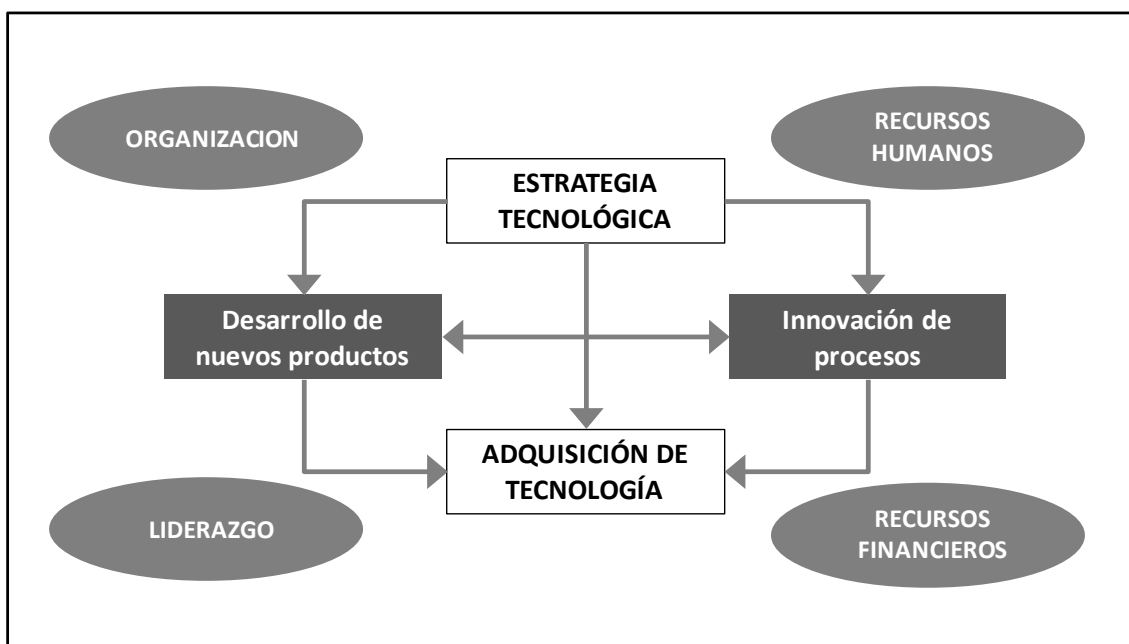 ORGANIZACION
RECURSOS
HUMANOS
ESTRATEGIA
TECNOLÓGICA
Desarrollo de
nuevos productos
Innovación de
procesos
ADQUISICIÓN DE
TECNOLOGÍA
LIDERAZGO
RECURSOS
FINANCIEROS